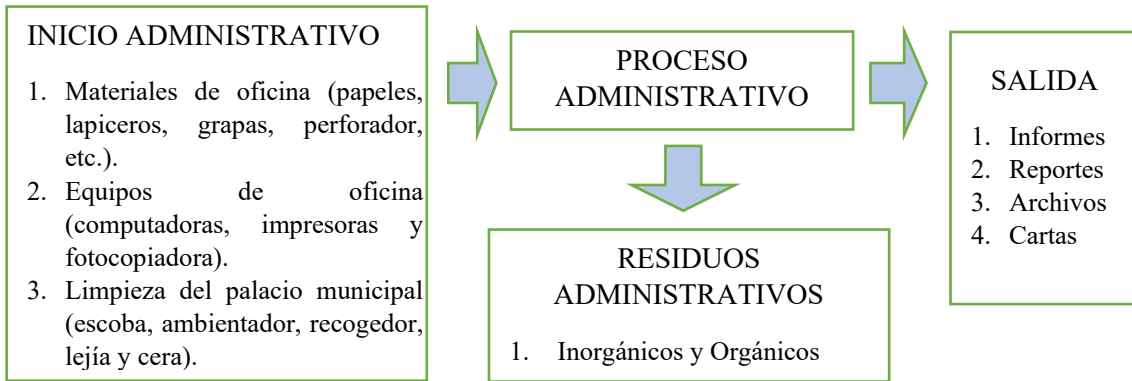 INICIO ADMINISTRATIVO
1. Materiales de oficina (papeles,
lapiceros, grapas, perforador,
etc.).
2. Equipos de oficina
(computadoras, impresoras y
fotocopiadora).
3. Limpieza del palacio municipal
(escoba, ambientador, recogedor,
lejía y cera).
PROCESO
ADMINISTRATIVO
RESIDUOS
ADMINISTRATIVOS
1. Inorgánicos y Orgánicos
SALIDA
1. Informes
2. Reportes
3. Archivos
4. Cartas